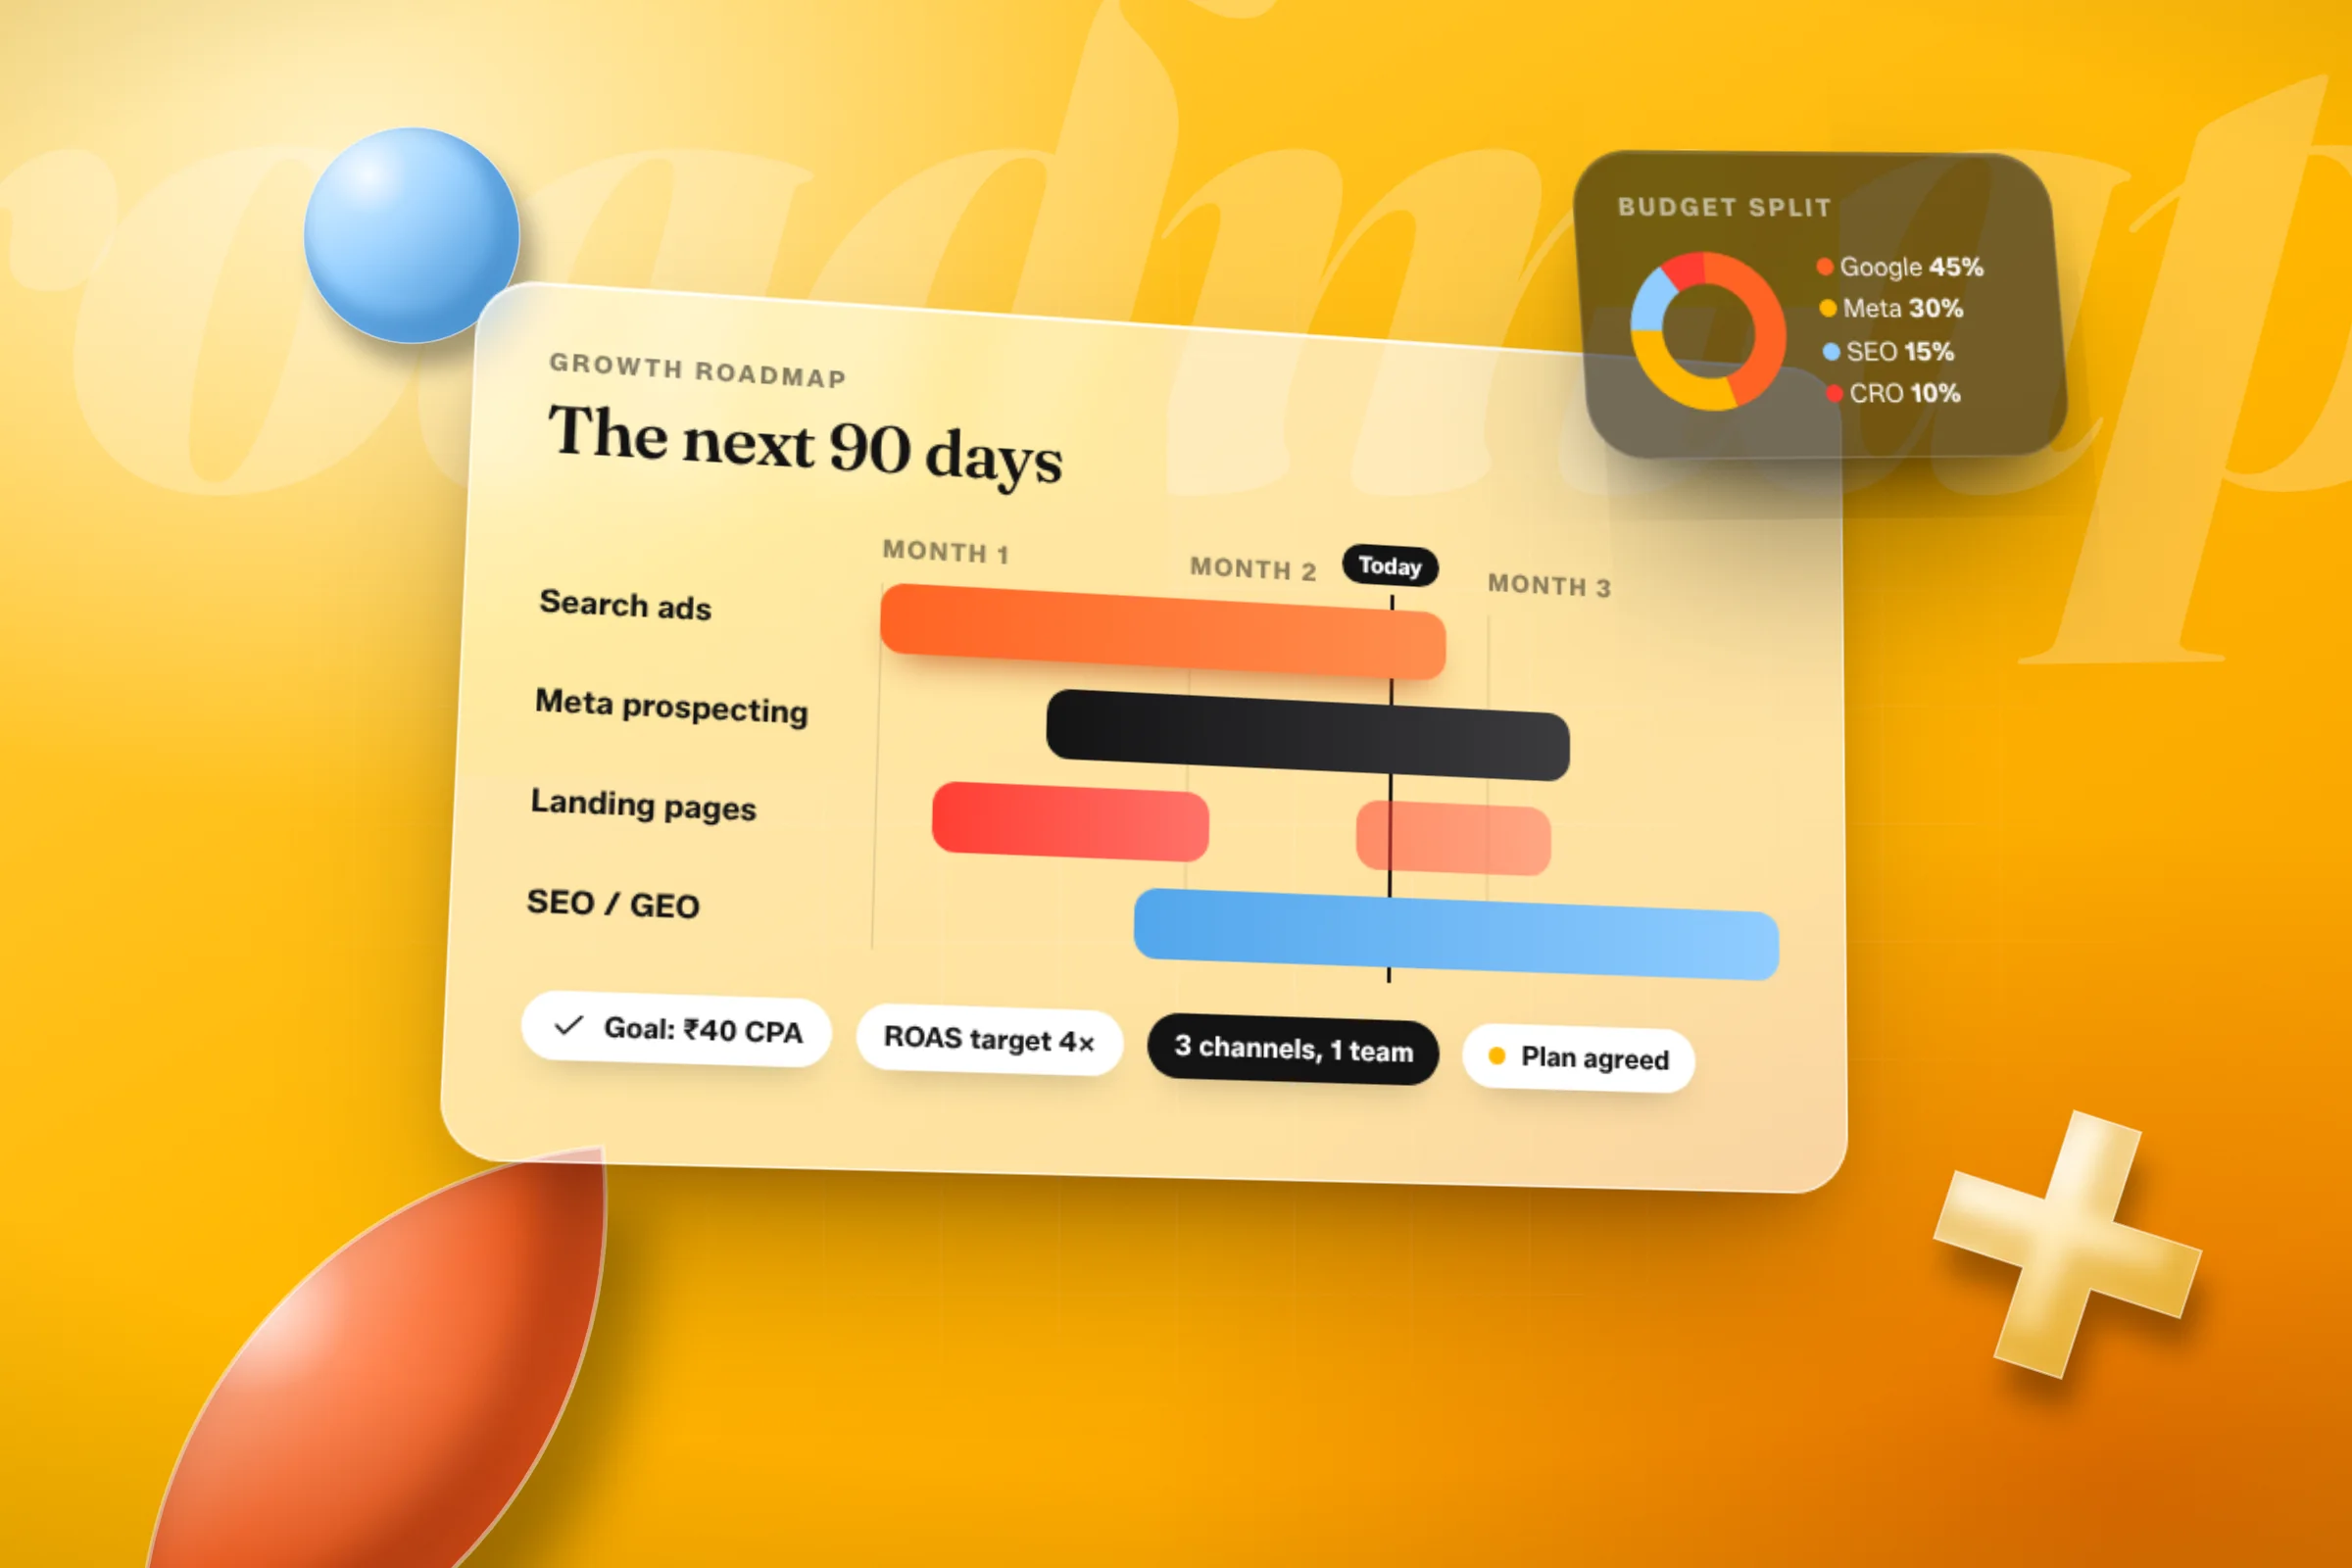 roadmap
BUDGET SPLIT
Google 45%
Meta 30%
SEO 15%
CRO 10%
GROWTH ROADMAP
The next 90 days
MONTH 1
MONTH 2
Today
MONTH 3
Search ads
Meta prospecting
Landing pages
SEO / GEO
Goal: ₹40 CPA
ROAS target 4×
3 channels, 1 team
Plan agreed